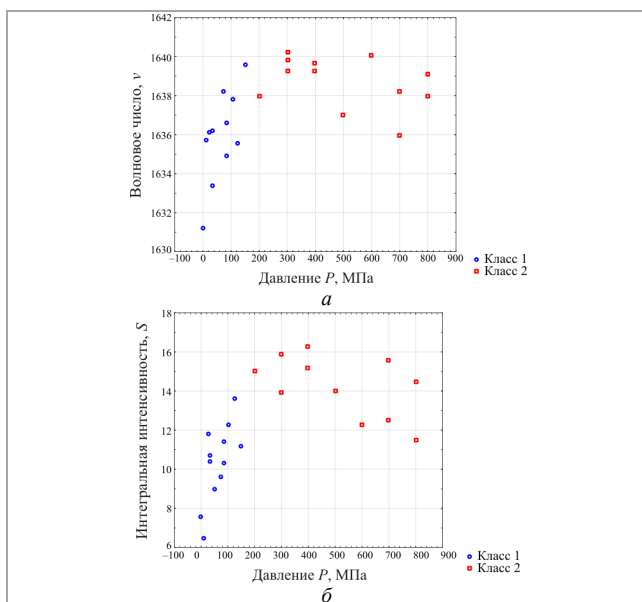 1642
1640
1638
1636
1634
1632
1630
Волновое число, ν
−100 0 100 200 300 400 500 600 700 800 900
Давление P, МПа
Класс 1
Класс 2
а
18
16
14
12
10
8
6
Интегральная интенсивность, S
−100 0 100 200 300 400 500 600 700 800 900
Давление P, МПа
Класс 1
Класс 2
б